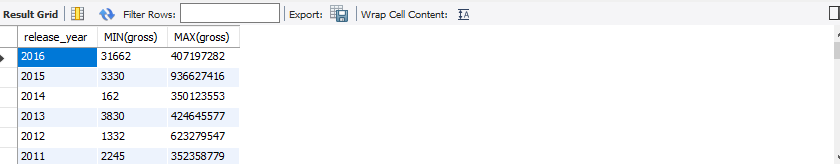 Result Grid Filter Rows: Export: Wrap Cell Content:
release_year MIN(gross) MAX(gross)
2016 31662 407197282
2015 3330 936627416
2014 162 350123553
2013 3830 424645577
2012 1332 623279547
2011 2245 352358779